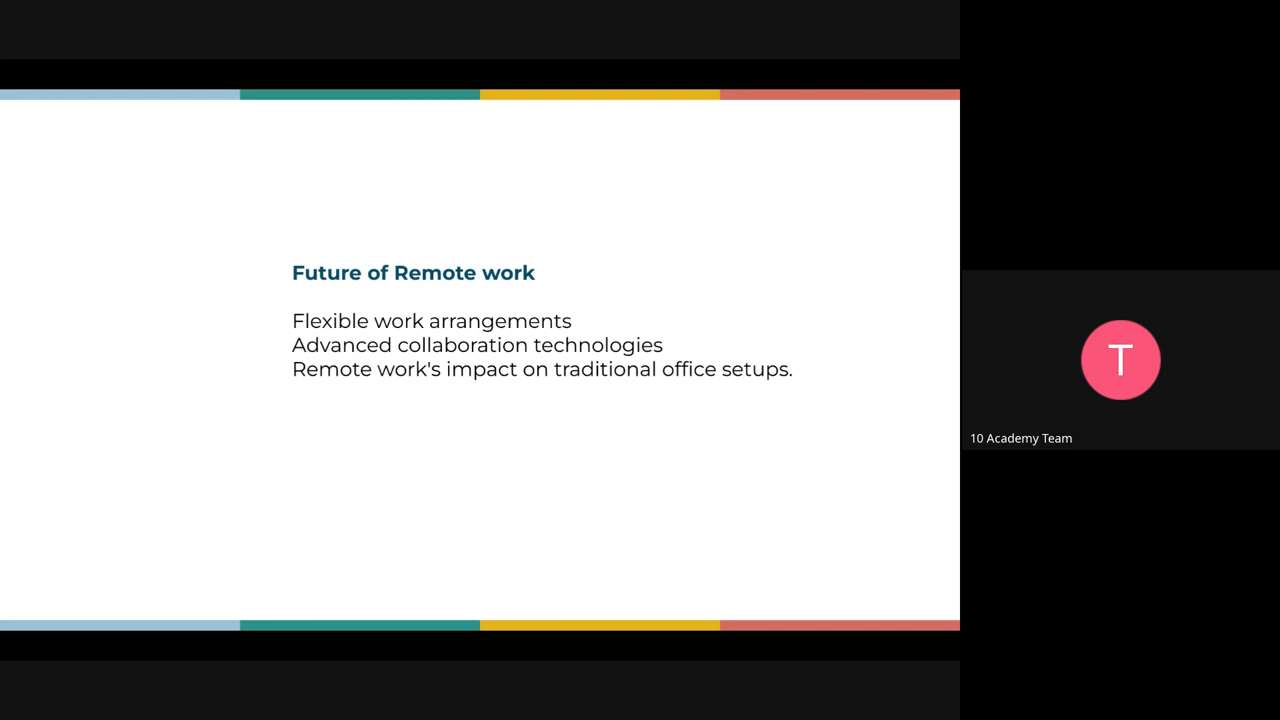 Future of Remote work
Flexible work arrangements
Advanced collaboration technologies
Remote work's impact on traditional office setups.
T
10 Academy Team